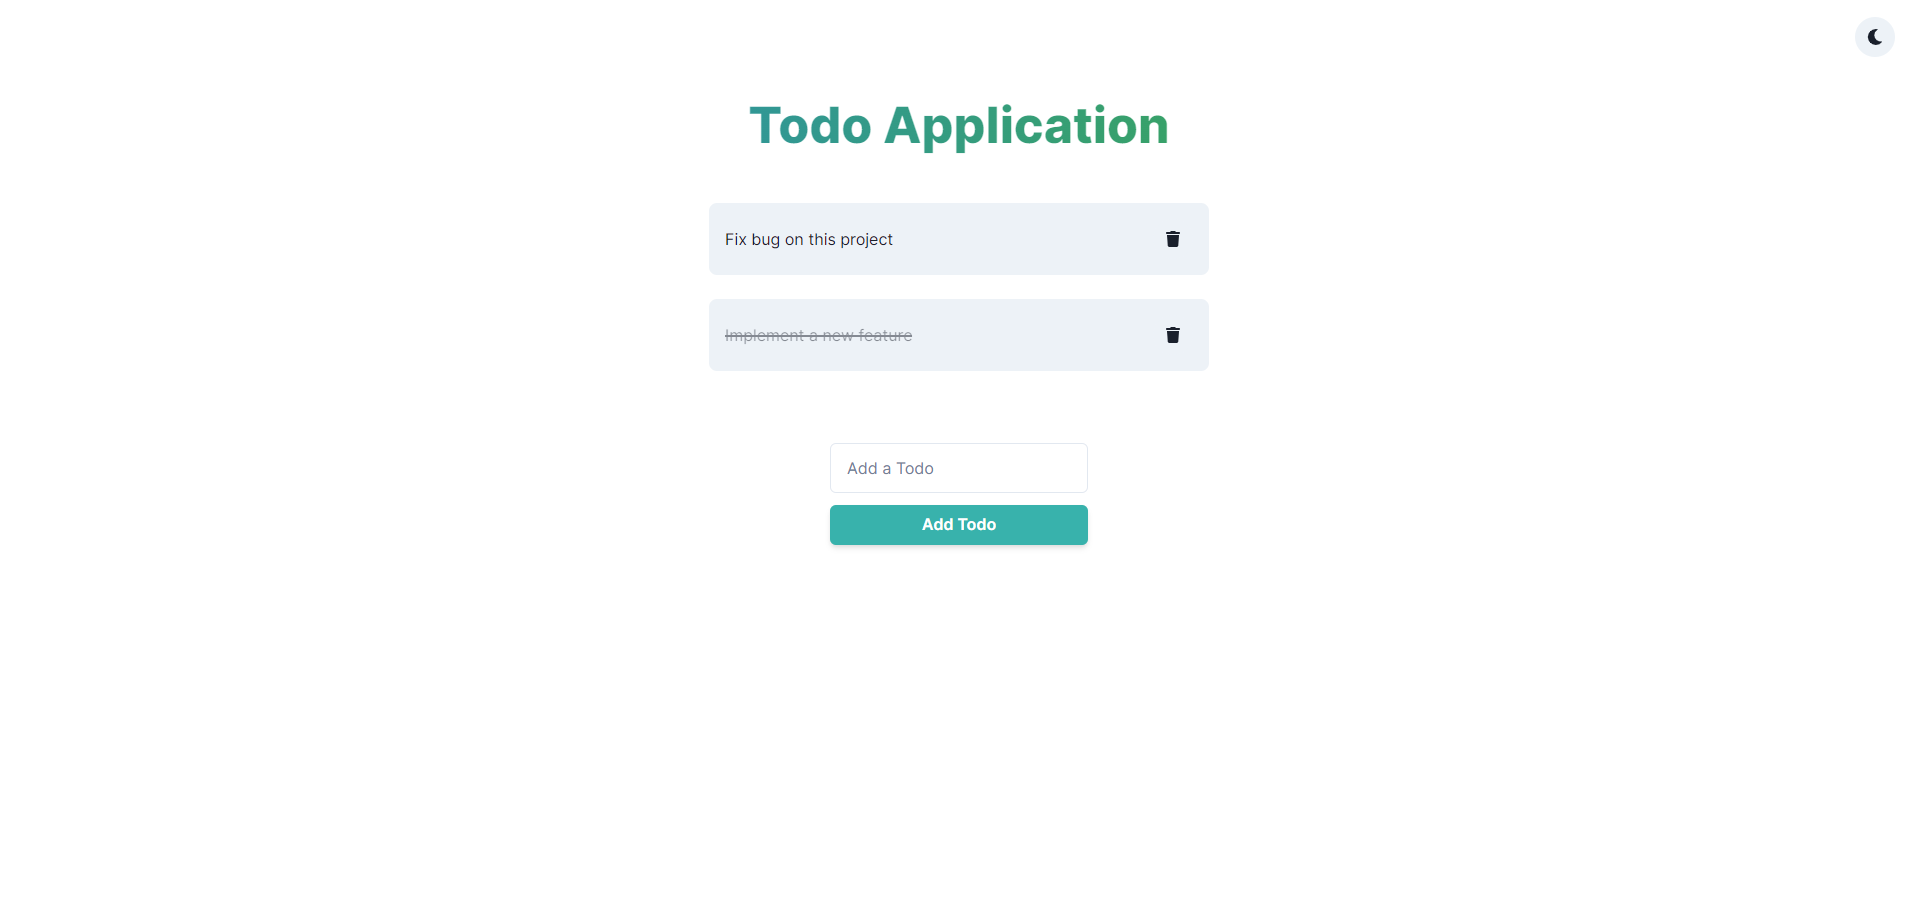 Todo Application
Fix bug on this project
Implement a new feature
Add a Todo
Add Todo